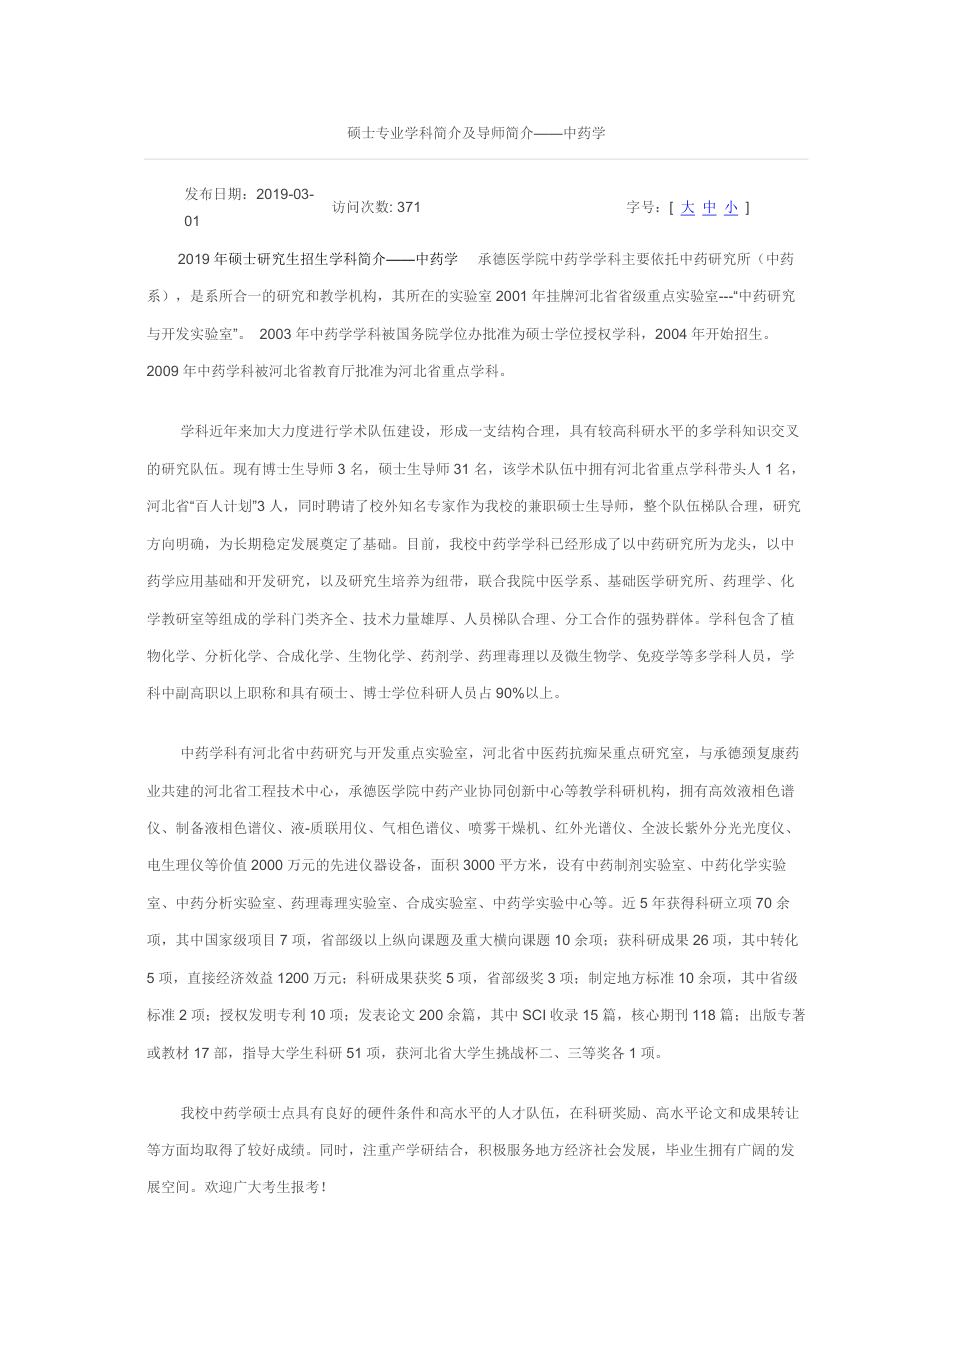 硕士专业学科简介及导师简介——中药学
发布日期：2019-03-
01
访问次数: 371
字号：[ 大 中 小 ]
2019 年硕士研究生招生学科简介——中药学 承德医学院中药学学科主要依托中药研究所（中药
系），是系所合一的研究和教学机构，其所在的实验室 2001 年挂牌河北省省级重点实验室---“中药研究
与开发实验室”。 2003 年中药学学科被国务院学位办批准为硕士学位授权学科，2004 年开始招生。
2009 年中药学科被河北省教育厅批准为河北省重点学科。
学科近年来加大力度进行学术队伍建设，形成一支结构合理，具有较高科研水平的多学科知识交叉
的研究队伍。现有博士生导师 3 名，硕士生导师 31 名，该学术队伍中拥有河北省重点学科带头人 1 名，
河北省“百人计划”3 人，同时聘请了校外知名专家作为我校的兼职硕士生导师，整个队伍梯队合理，研究
方向明确，为长期稳定发展奠定了基础。目前，我校中药学学科已经形成了以中药研究所为龙头，以中
药学应用基础和开发研究，以及研究生培养为纽带，联合我院中医学系、基础医学研究所、药理学、化
学教研室等组成的学科门类齐全、技术力量雄厚、人员梯队合理、分工合作的强势群体。学科包含了植
物化学、分析化学、合成化学、生物化学、药剂学、药理毒理以及微生物学、免疫学等多学科人员，学
科中副高职以上职称和具有硕士、博士学位科研人员占 90%以上。
中药学科有河北省中药研究与开发重点实验室，河北省中医药抗痴呆重点研究室，与承德颈复康药
业共建的河北省工程技术中心，承德医学院中药产业协同创新中心等教学科研机构，拥有高效液相色谱
仪、制备液相色谱仪、液-质联用仪、气相色谱仪、喷雾干燥机、红外光谱仪、全波长紫外分光光度仪、
电生理仪等价值 2000 万元的先进仪器设备，面积 3000 平方米，设有中药制剂实验室、中药化学实验
室、中药分析实验室、药理毒理实验室、合成实验室、中药学实验中心等。近 5 年获得科研立项 70 余
项，其中国家级项目 7 项，省部级以上纵向课题及重大横向课题 10 余项；获科研成果 26 项，其中转化
5 项，直接经济效益 1200 万元；科研成果获奖 5 项，省部级奖 3 项；制定地方标准 10 余项，其中省级
标准 2 项；授权发明专利 10 项；发表论文 200 余篇，其中 SCI 收录 15 篇，核心期刊 118 篇；出版专著
或教材 17 部，指导大学生科研 51 项，获河北省大学生挑战杯二、三等奖各 1 项。
我校中药学硕士点具有良好的硬件条件和高水平的人才队伍，在科研奖励、高水平论文和成果转让
等方面均取得了较好成绩。同时，注重产学研结合，积极服务地方经济社会发展，毕业生拥有广阔的发
展空间。欢迎广大考生报考！